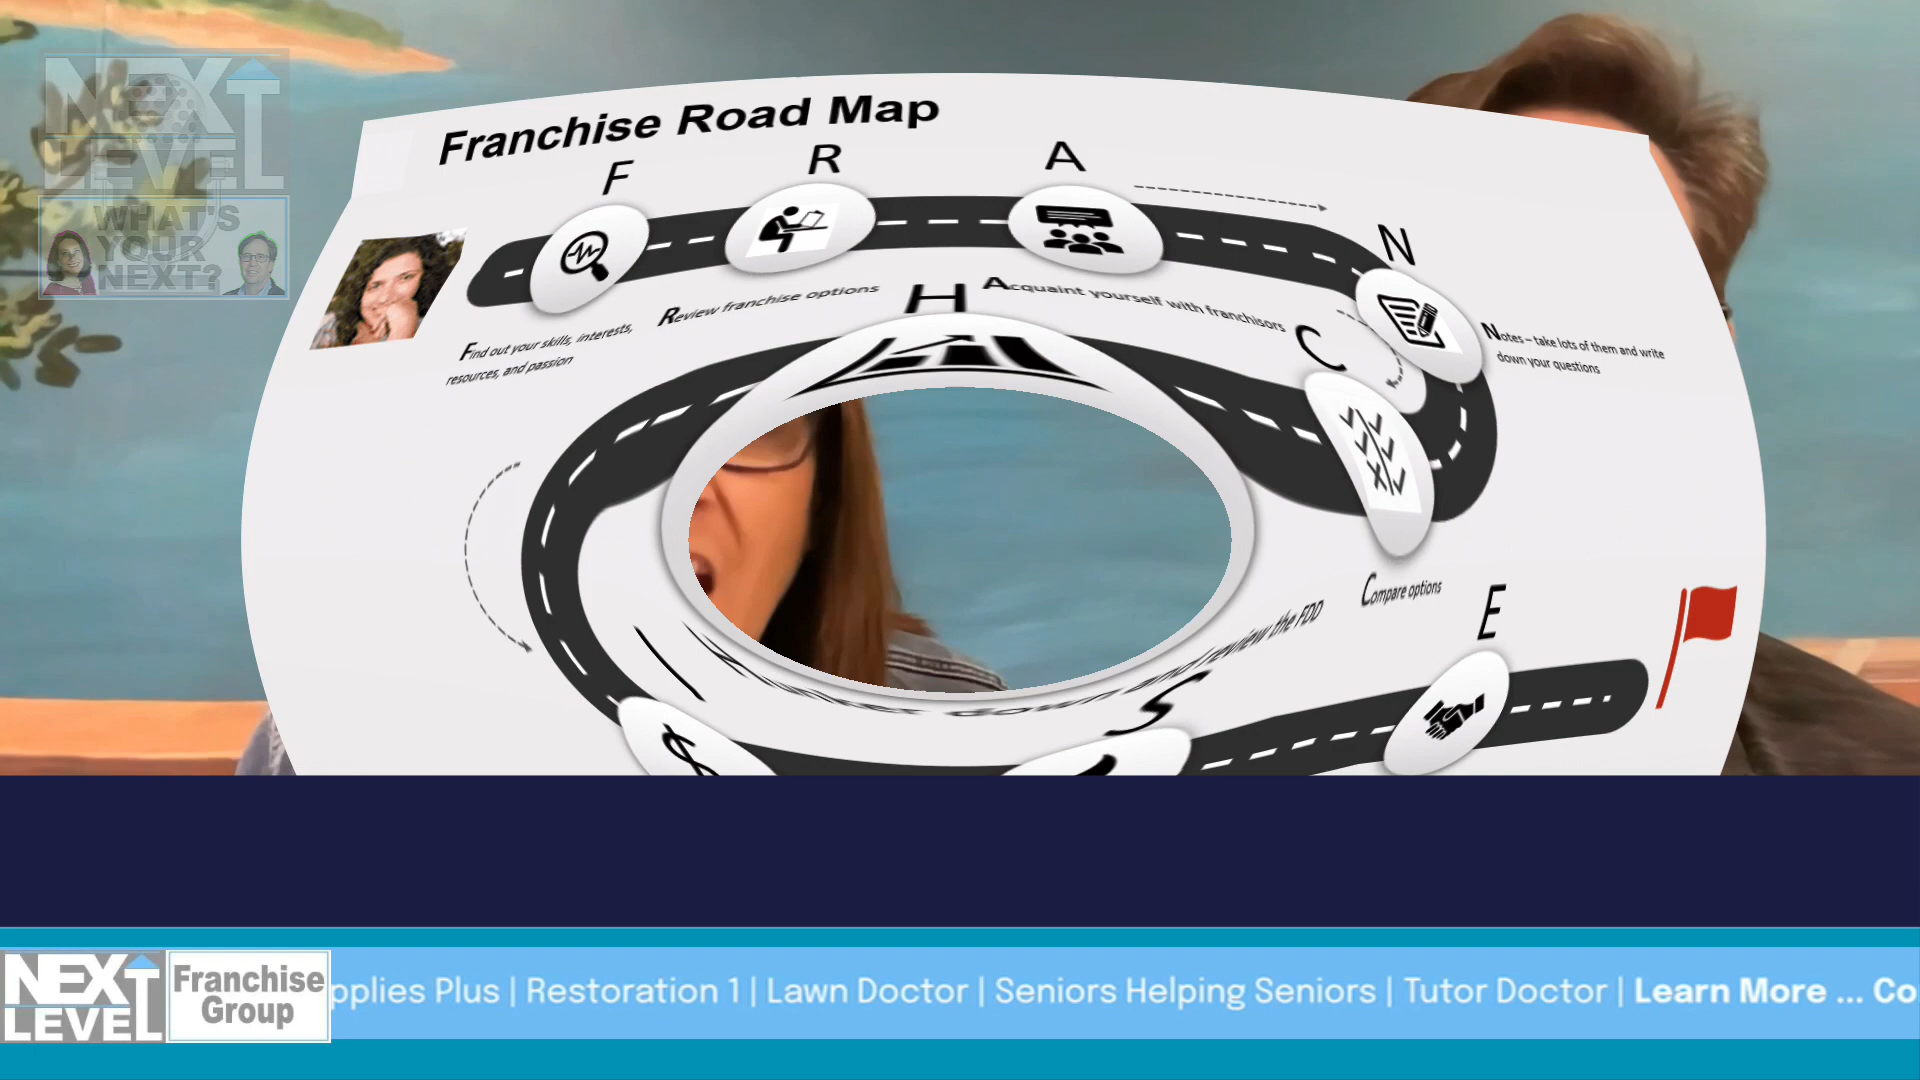 NEXT
LEVEL
WHAT'S
YOUR
NEXT?
Franchise Road Map
F
R
A
N
Find out your skills, interests,
resources, and passion
Review franchise options
Acquaint yourself with franchisors
Notes – take lots of them and write
down your questions
H
C
Compare options
I
down and review the FDD
S
E
$
NEXT
LEVEL
Franchise
Group
pplies Plus | Restoration 1 | Lawn Doctor | Seniors Helping Seniors | Tutor Doctor | Learn More ... Co